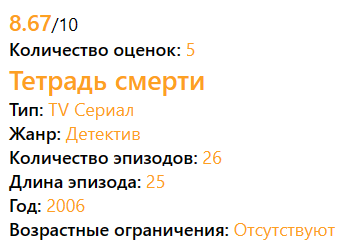 8.67/10
Количество оценок: 5
Тетрадь смерти
Тип: TV Сериал
Жанр: Детектив
Количество эпизодов: 26
Длина эпизода: 25
Год: 2006
Возрастные ограничения: Отсутствуют